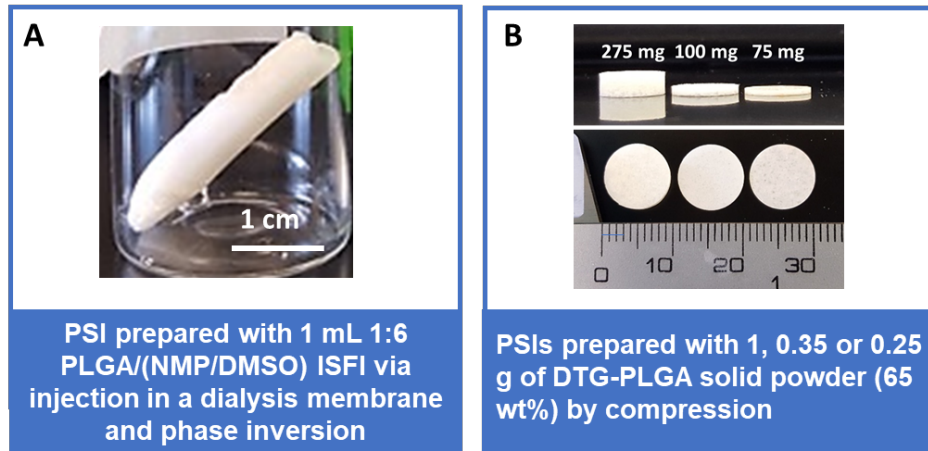 A
1 cm
PSI prepared with 1 mL 1:6
PLGA/(NMP/DMSO) ISFI via
injection in a dialysis membrane
and phase inversion
B
275 mg 100 mg 75 mg
0 10 20 30
1
PSIs prepared with 1, 0.35 or 0.25
g of DTG-PLGA solid powder (65
wt%) by compression